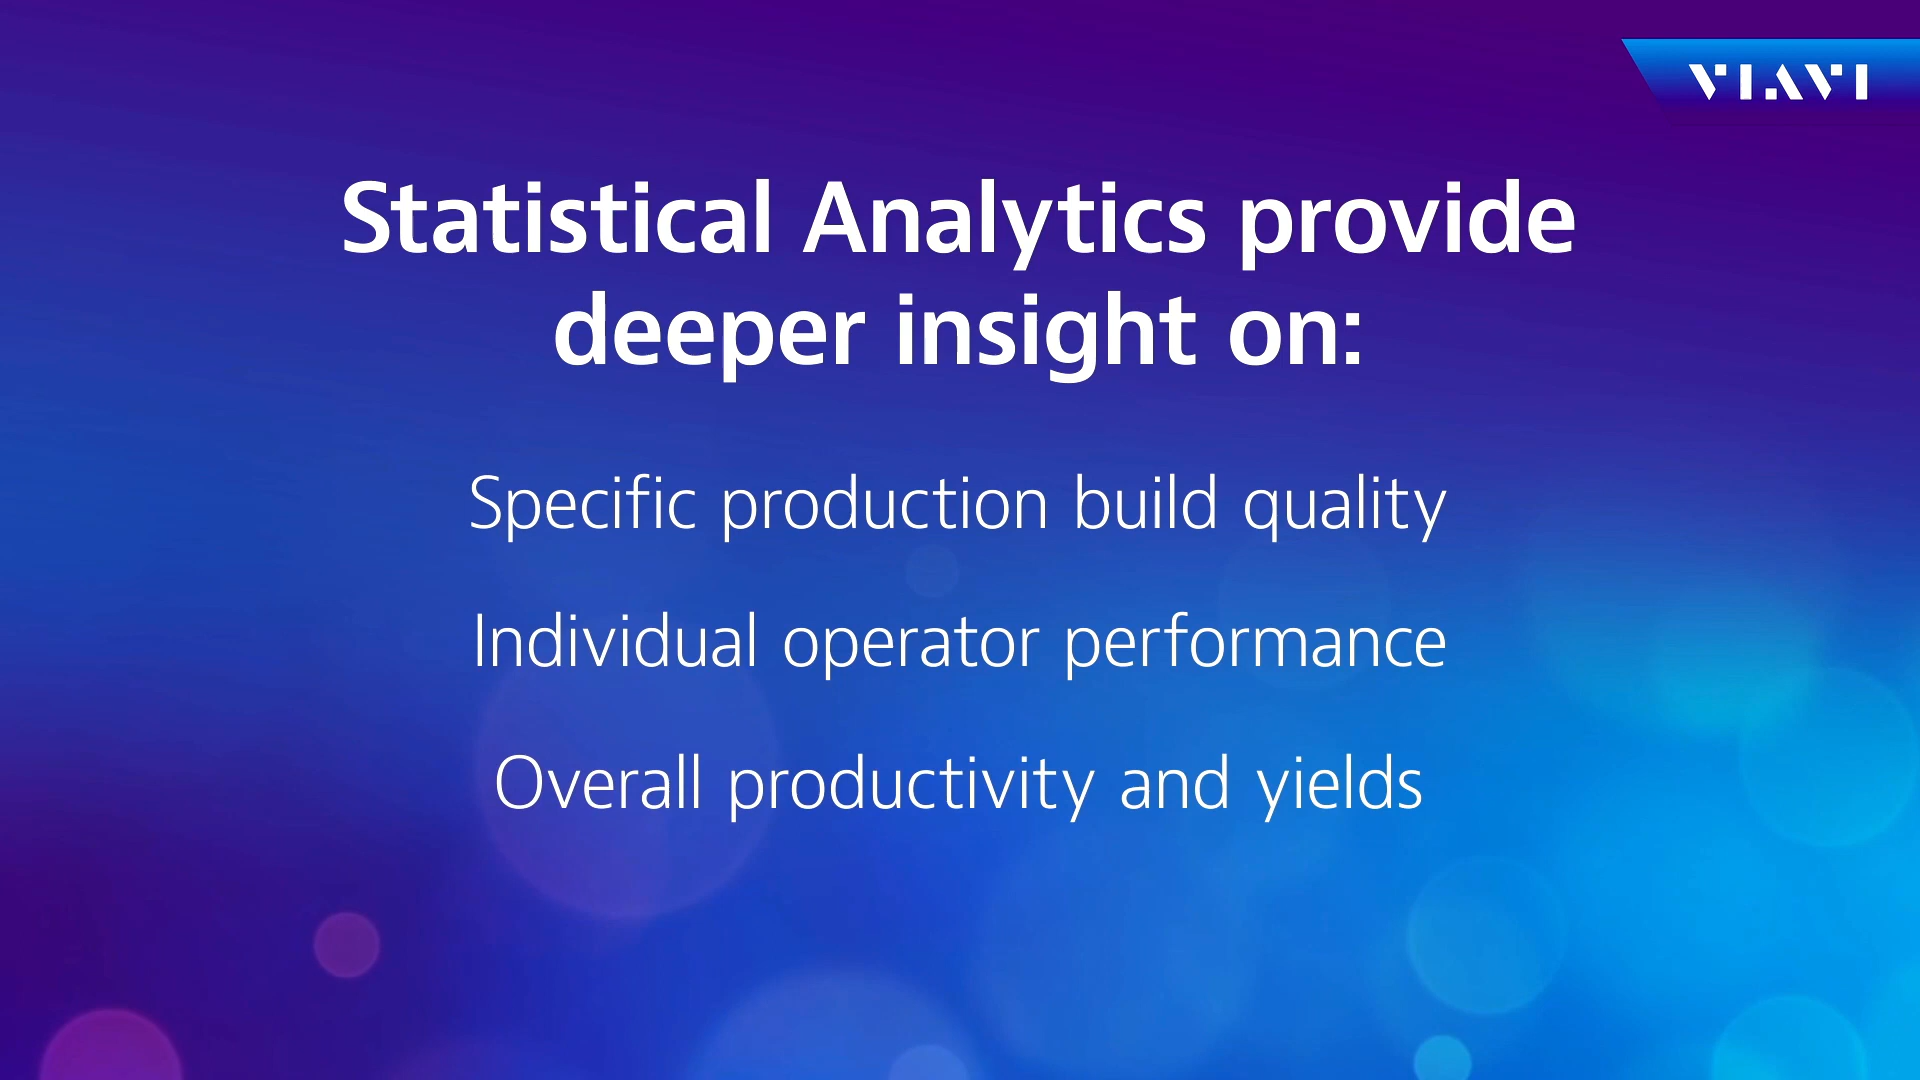 VIAVI
Statistical Analytics provide
deeper insight on:
Specific production build quality
Individual operator performance
Overall productivity and yields